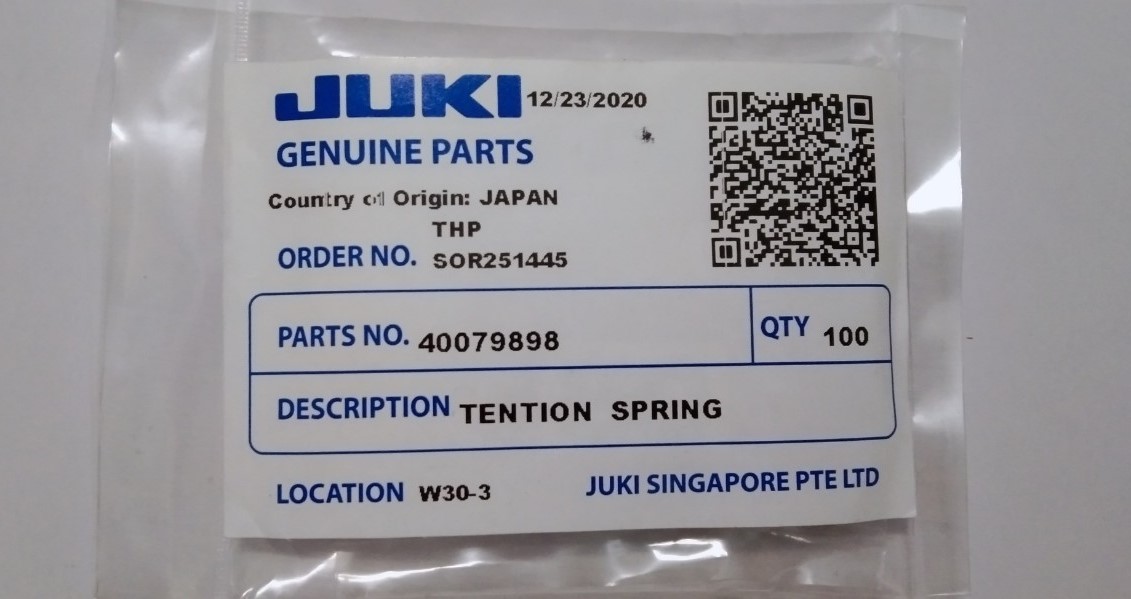 JUKI 12/23/2020
GENUINE PARTS
Country of Origin: JAPAN
THP
ORDER NO. SOR251445
PARTS NO. 40079898 QTY 100
DESCRIPTION TENTION SPRING
LOCATION W30-3 JUKI SINGAPORE PTE LTD